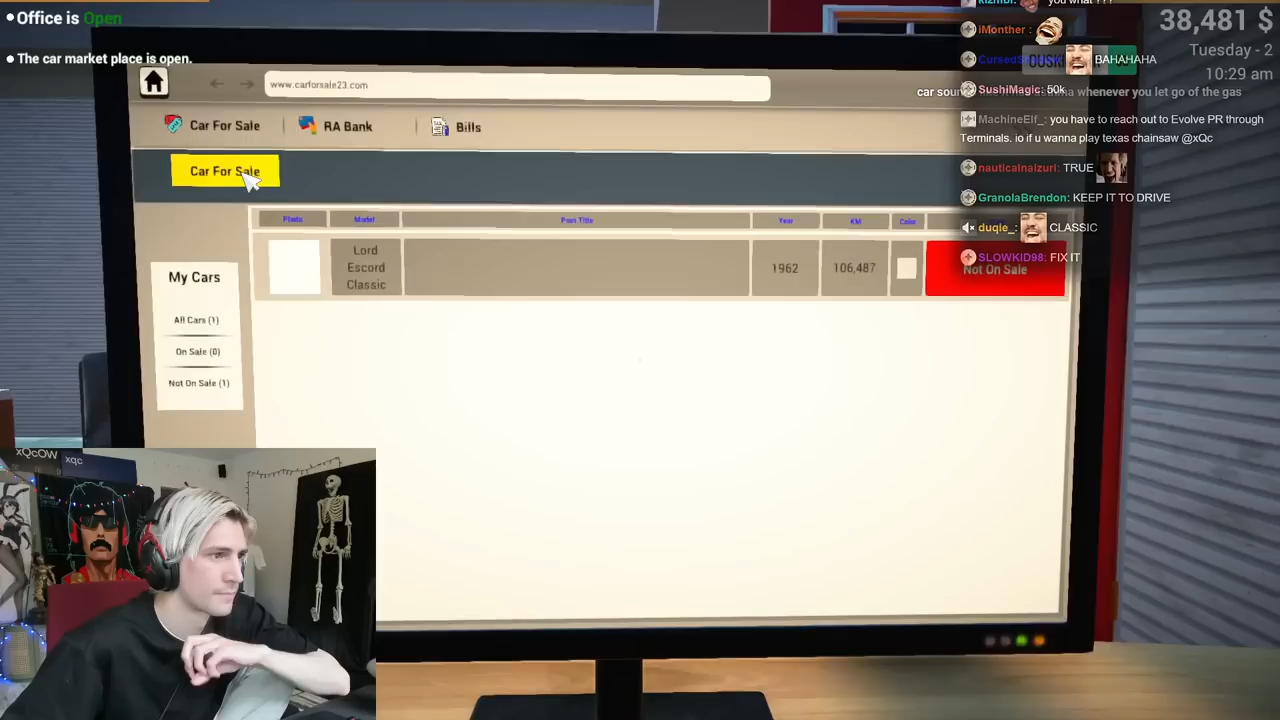 Office is Open
The car market place is open.
www.carforsale23.com
Car For Sale
RA Bank
Bills
Car For Sale
Photo
Model
Post Title
Year
KM
Color
Lord
Escord
Classic
1962
106,487
Not On Sale
My Cars
All Cars (1)
On Sale (0)
Not On Sale (1)
38,481 $
Tuesday - 2
10:29 am
you what ???
iMonther :
BAHAHAHA
SushiMagic: 50k
whenever you let go of the gas
MachineElf_: you have to reach out to Evolve PR through
Terminals. io if u wanna play texas chainsaw @xQc
nauticalnaizuri: TRUE
GranolaBrendon: KEEP IT TO DRIVE
duqie_: CLASSIC
SLOWKID98: FIX IT
xQcOW
xqc